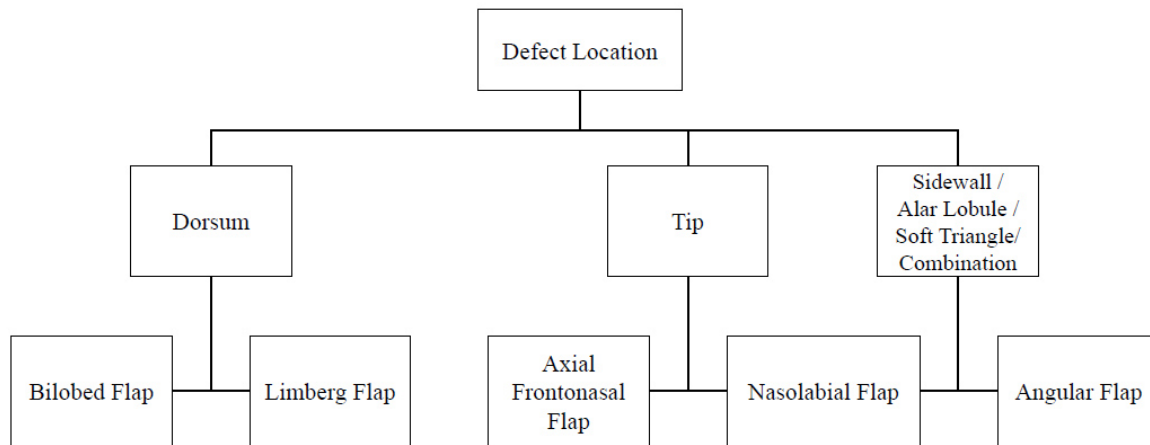 Defect Location
Dorsum
Tip
Sidewall /
Alar Lobule /
Soft Triangle/
Combination
Bilobed Flap
Limberg Flap
Axial
Frontonasal
Flap
Nasolabial Flap
Angular Flap